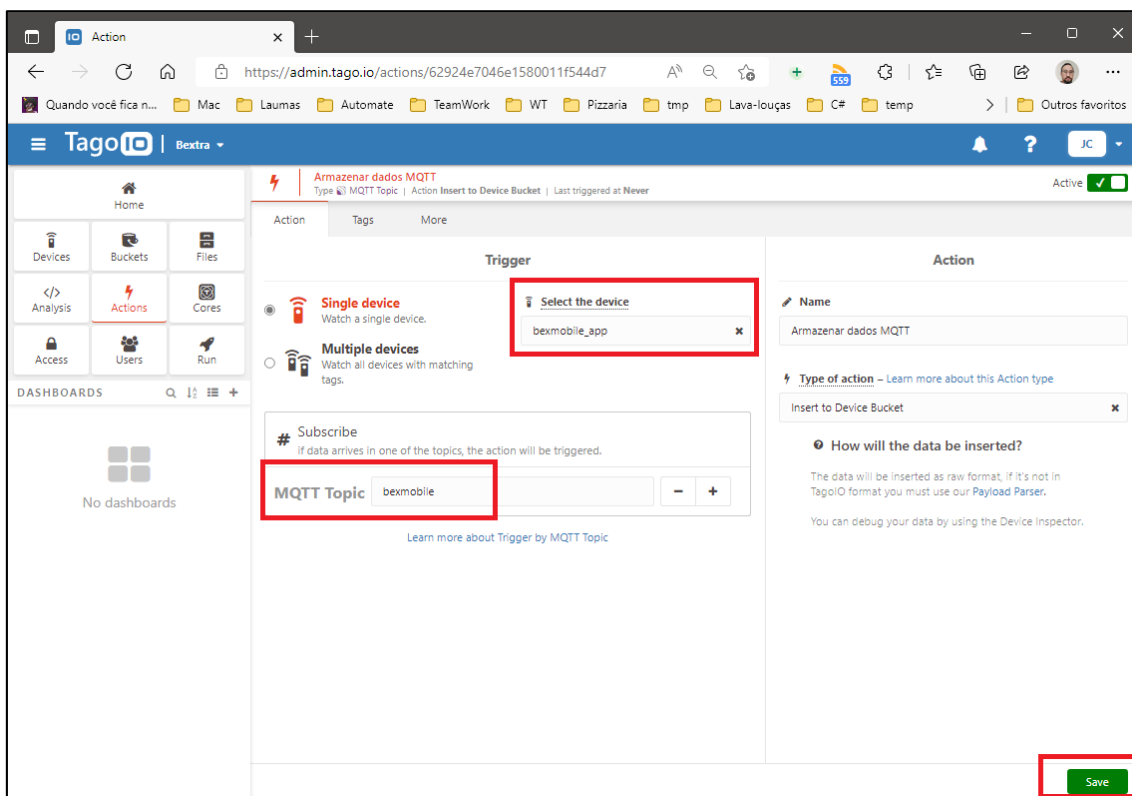 Action
https://admin.tago.io/actions/62924e7046e1580011f544d7
559
Quando você fica n... Mac Laumas Automate TeamWork WT Pizzaria tmp Lava-louças C# temp Outros favoritos
Tago IO Bextra
? JC
Armazenar dados MQTT
Type MQTT Topic | Action Insert to Device Bucket | Last triggered at Never
Active
Home
Devices Buckets Files
Analysis Actions Cores
Access Users Run
DASHBOARDS
No dashboards
Action Tags More
Trigger
Single device
Watch a single device.
Multiple devices
Watch all devices with matching
tags.
Select the device
bexmobile_app
# Subscribe
if data arrives in one of the topics, the action will be triggered.
MQTT Topic bexmobile - +
Learn more about Trigger by MQTT Topic
Action
Name
Armazenar dados MQTT
Type of action – Learn more about this Action type
Insert to Device Bucket
How will the data be inserted?
The data will be inserted as raw format, if it's not in
TagoIO format you must use our Payload Parser.
You can debug your data by using the Device Inspector.
Save